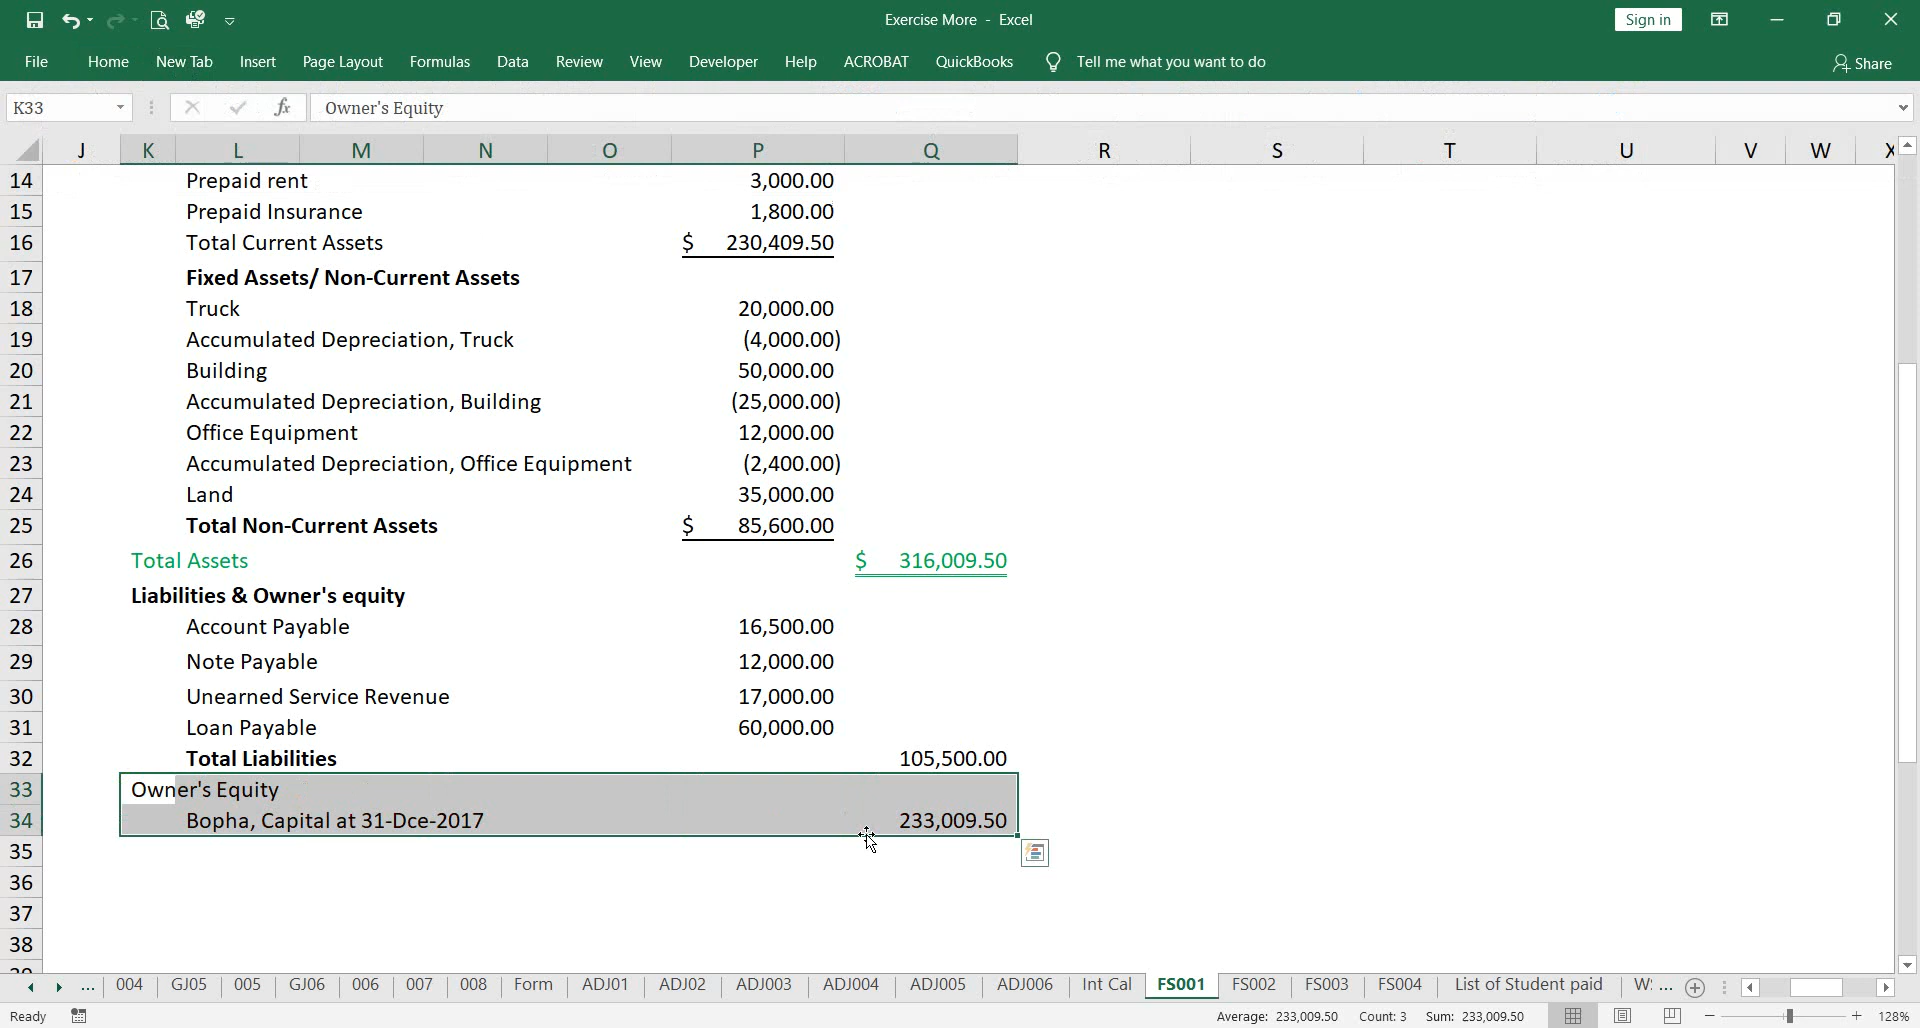 Exercise More - Excel
Sign in
File Home New Tab Insert Page Layout Formulas Data Review View Developer Help ACROBAT QuickBooks Tell me what you want to do Share
K33 fx Owner's Equity
J K L M N O P Q R S T U V W X
14 Prepaid rent 3,000.00
15 Prepaid Insurance 1,800.00
16 Total Current Assets $ 230,409.50
17 Fixed Assets/ Non-Current Assets
18 Truck 20,000.00
19 Accumulated Depreciation, Truck (4,000.00)
20 Building 50,000.00
21 Accumulated Depreciation, Building (25,000.00)
22 Office Equipment 12,000.00
23 Accumulated Depreciation, Office Equipment (2,400.00)
24 Land 35,000.00
25 Total Non-Current Assets $ 85,600.00
26 Total Assets $ 316,009.50
27 Liabilities & Owner's equity
28 Account Payable 16,500.00
29 Note Payable 12,000.00
30 Unearned Service Revenue 17,000.00
31 Loan Payable 60,000.00
32 Total Liabilities 105,500.00
33 Owner's Equity
34 Bopha, Capital at 31-Dce-2017 233,009.50
35
36
37
38
... 004 GJ05 005 GJ06 006 007 008 Form ADJ01 ADJ02 ADJ003 ADJ004 ADJ005 ADJ006 Int Cal FS001 FS002 FS003 FS004 List of Student paid W: ...
Ready Average: 233,009.50 Count: 3 Sum: 233,009.50 128%